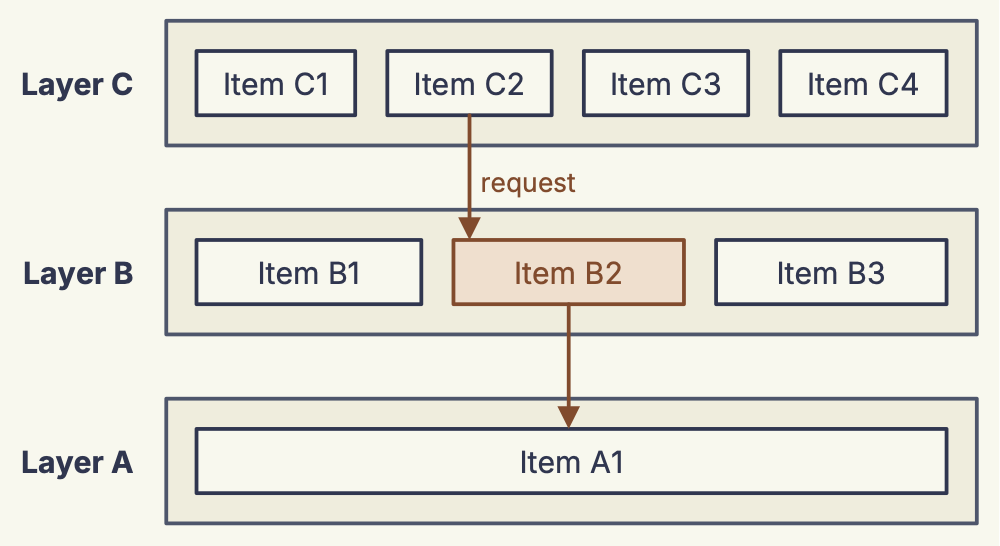 Layer C
Item C1
Item C2
Item C3
Item C4
request
Layer B
Item B1
Item B2
Item B3
Layer A
Item A1